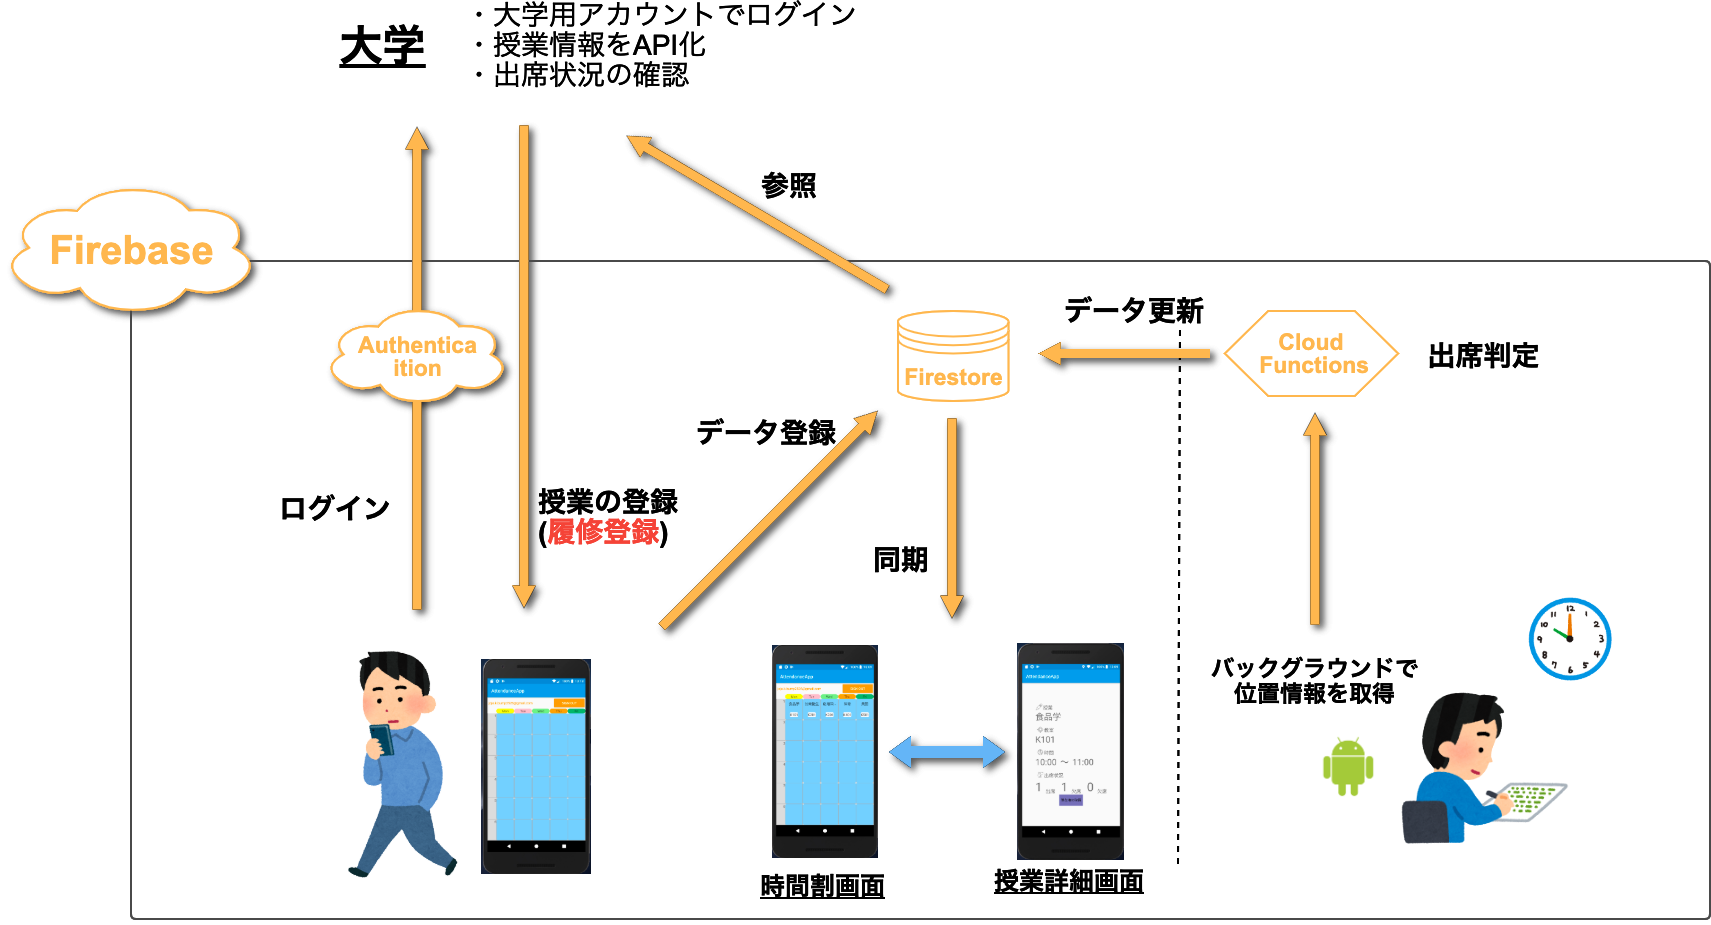 大学
・大学用アカウントでログイン
・授業情報をAPI化
・出席状況の確認
参照
Firebase
Authentica
ition
データ更新
Cloud
Functions
出席判定
Firestore
データ登録
ログイン
授業の登録
(履修登録)
同期
バックグラウンドで
位置情報を取得
AttendanceApp
AttendanceApp
AttendanceApp
食品学
K101
10:00 〜 11:00
1
1
0
時間割画面
授業詳細画面